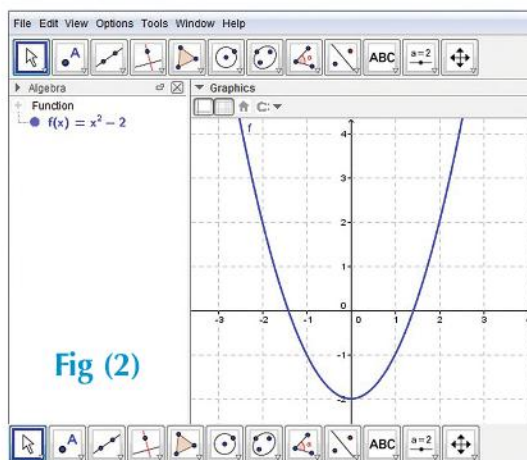 File Edit View Options Tools Window Help
A ABC a=2
Algebra
Graphics
Function
f(x) = x² − 2
f
4
3
2
1
0
-3 -2 -1 0 1 2 3
-1
-2
Fig (2)
A ABC a=2